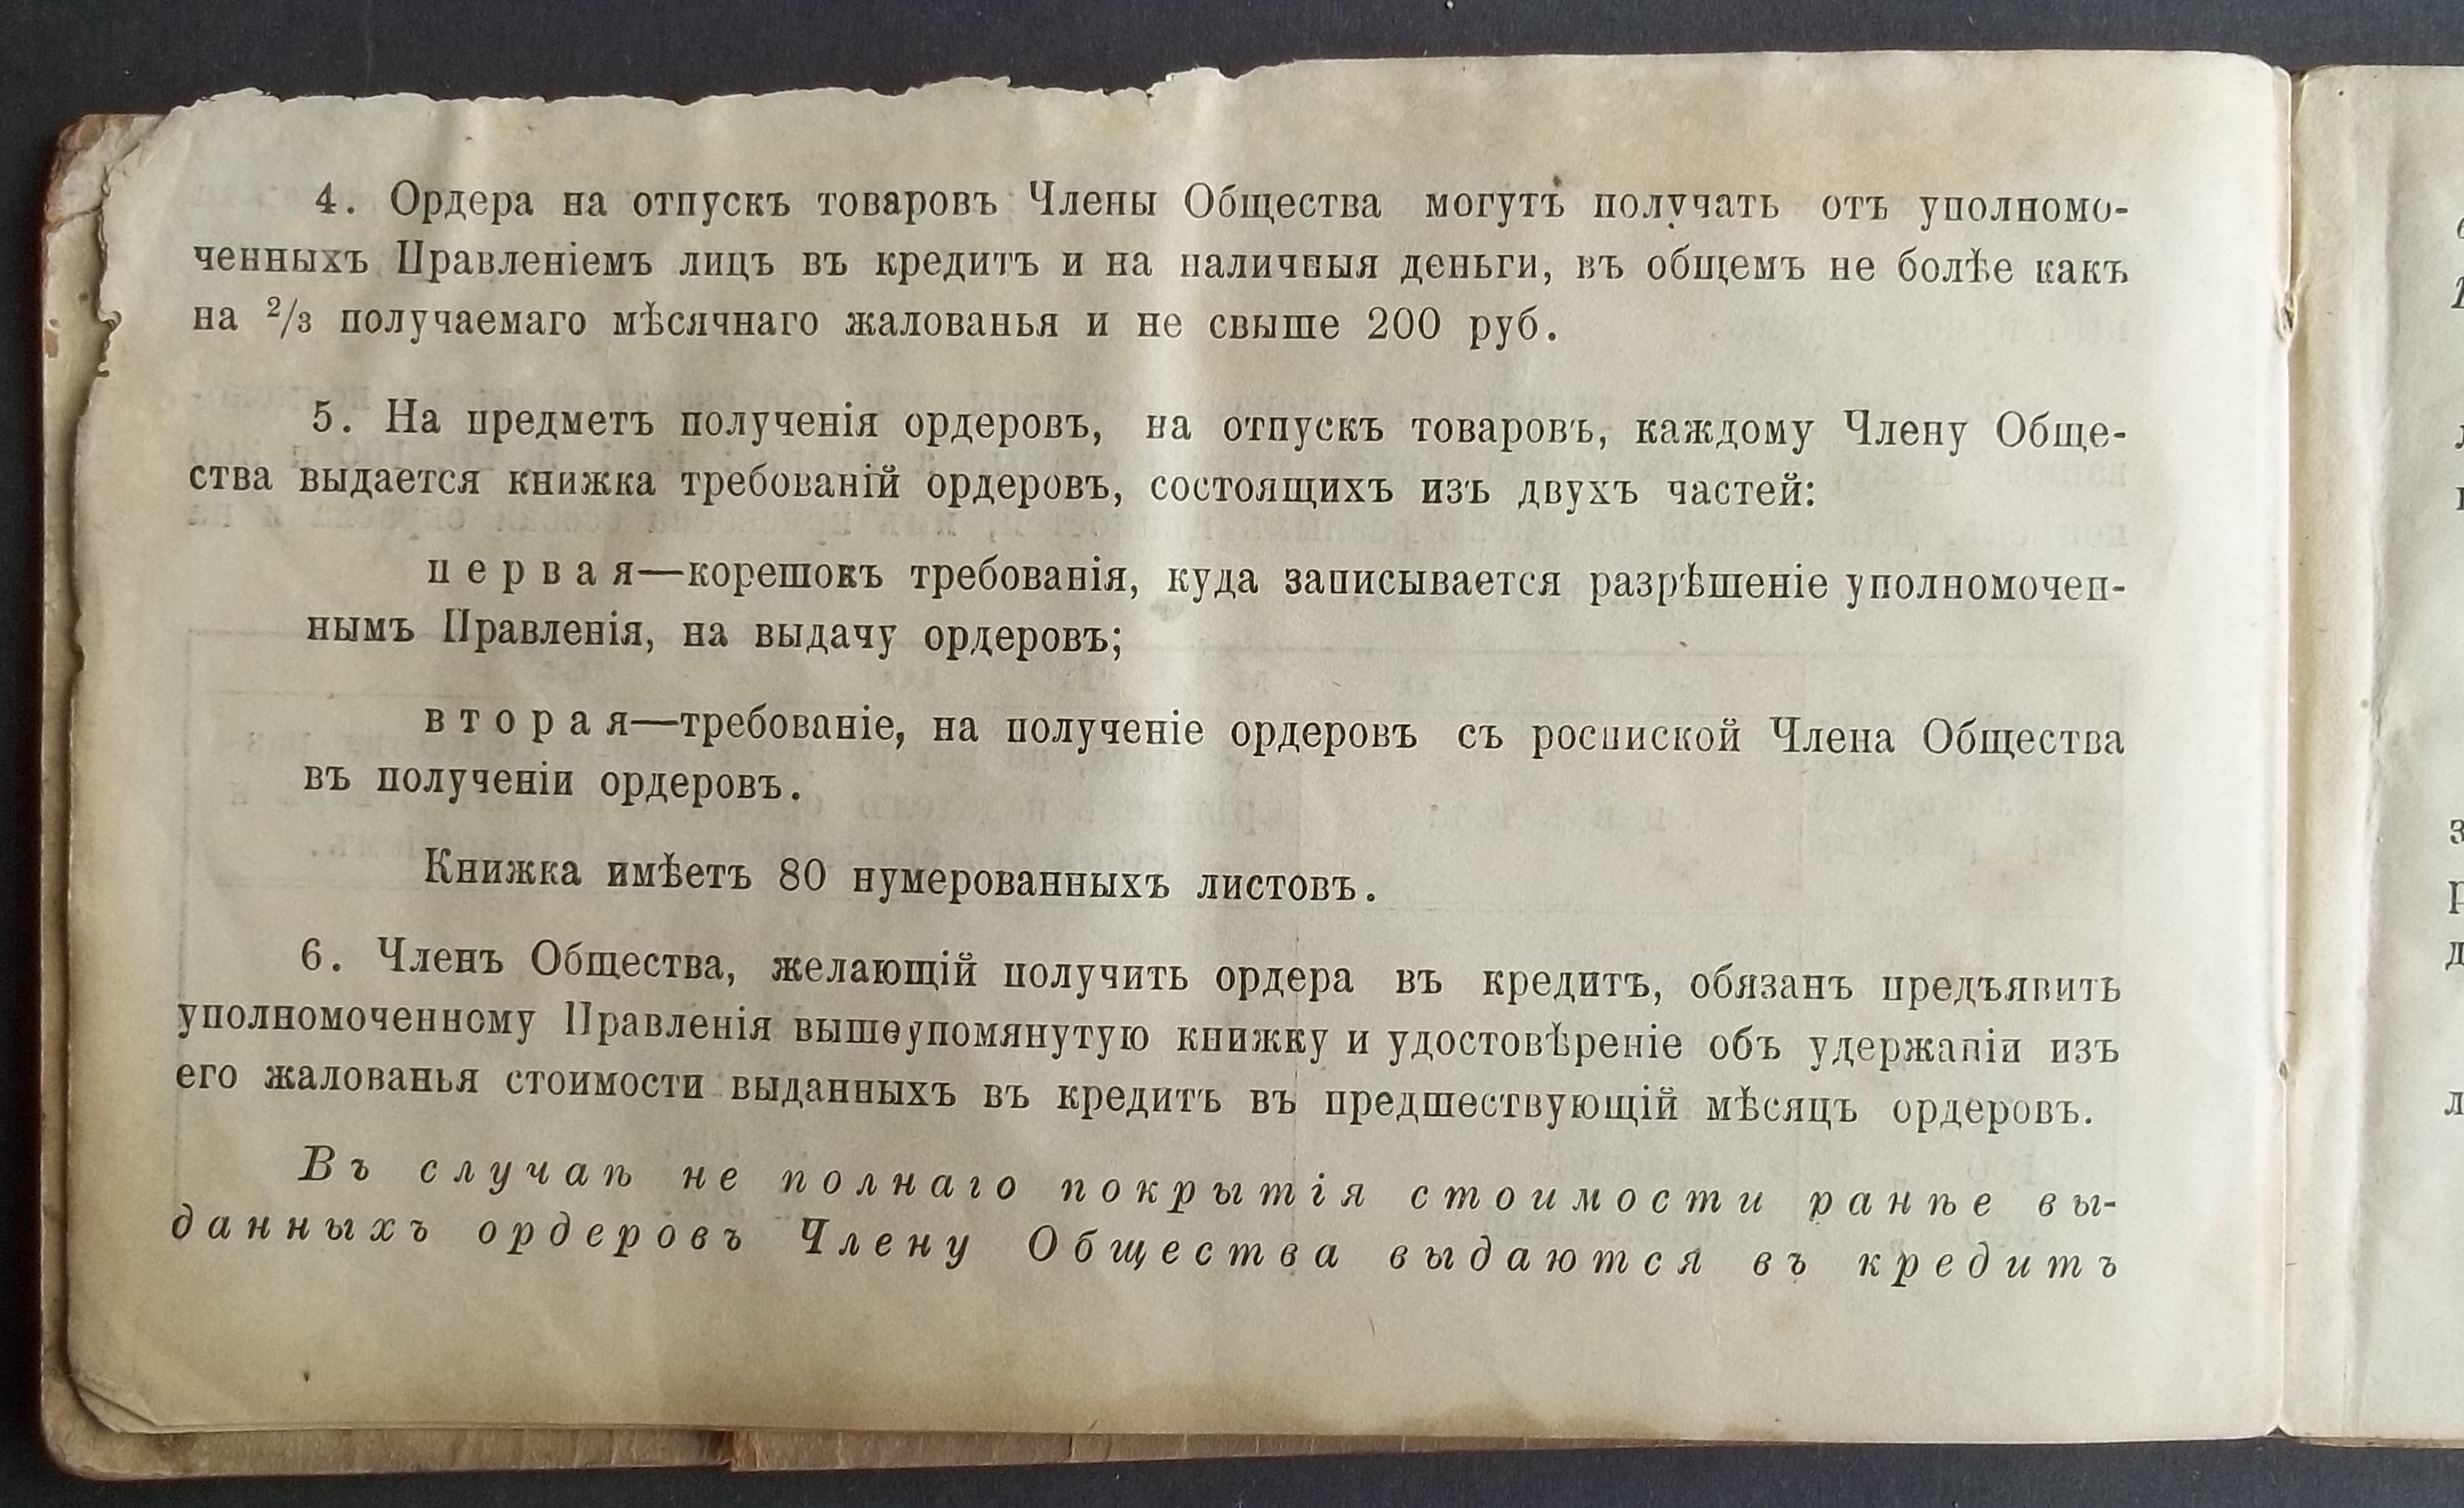 4. Ордера на отпускъ товаровъ Члены Общества могутъ получать отъ уполномо-
ченныхъ Правленіемъ лицъ въ кредитъ и на наличныя деньги, въ общемъ не болѣе какъ
на 2/3 получаемаго мѣсячнаго жалованья и не свыше 200 руб.
5. На предметъ полученія ордеровъ, на отпускъ товаровъ, каждому Члену Обще-
ства выдается книжка требованій ордеровъ, состоящихъ изъ двухъ частей:
первая—корешокъ требованія, куда записывается разрѣшеніе уполномочен-
нымъ Правленія, на выдачу ордеровъ;
вторая—требованіе, на полученіе ордеровъ съ роспиской Члена Общества
въ полученіи ордеровъ.
Книжка имѣетъ 80 нумерованныхъ листовъ.
6. Членъ Общества, желающій получить ордера въ кредитъ, обязанъ предъявить
уполномоченному Правленія вышеупомянутую книжку и удостовѣреніе объ удержаніи изъ
его жалованья стоимости выданныхъ въ кредитъ въ предшествующій мѣсяцъ ордеровъ.
Въ случаѣ не полнаго покрытія стоимости ранѣе вы-
данныхъ ордеровъ Члену Общества выдаются въ кредитъ